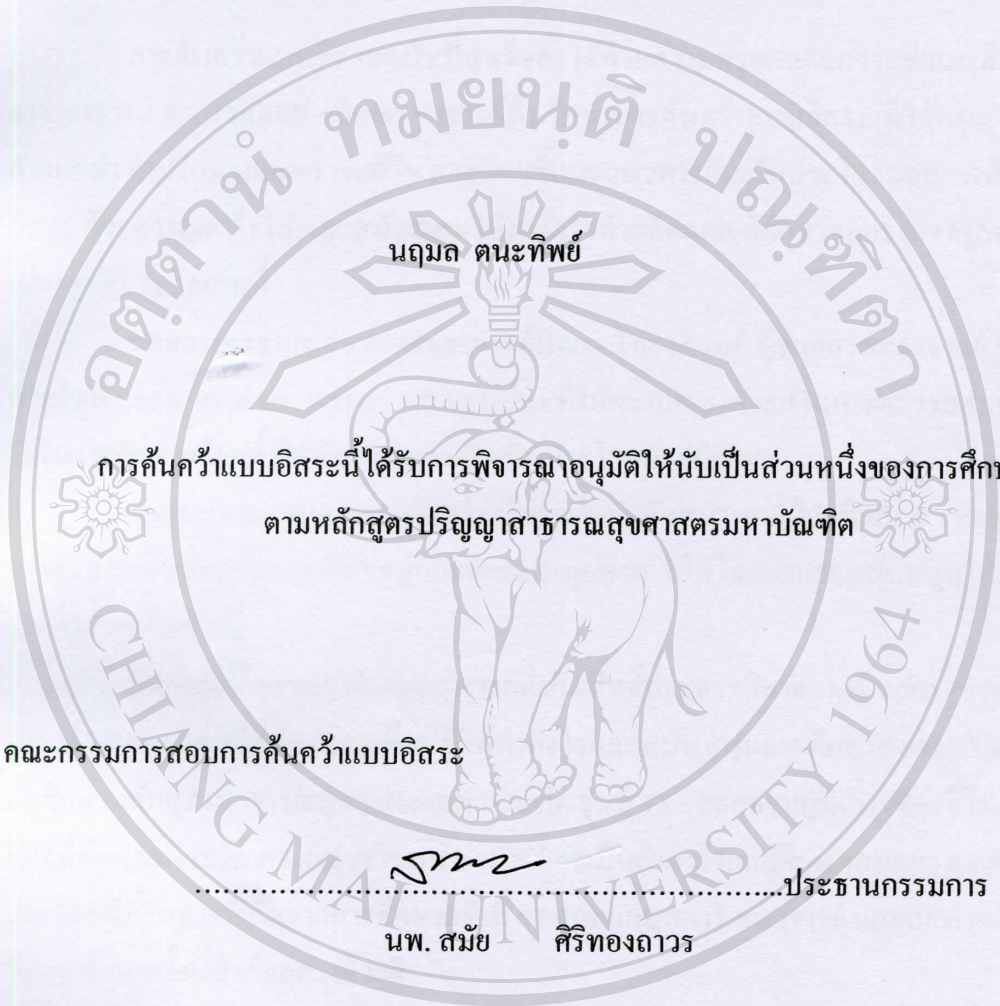 อตฺตานํ ทมยนฺติ ปณฺฑิตา
นฤมล ตนะทิพย์
การค้นคว้าแบบอิสระนี้ได้รับการพิจารณาอนุมัติให้นับเป็นส่วนหนึ่งของการศึกษ
ตามหลักสูตรปริญญาสาธารณสุขศาสตรมหาบัณฑิต
คณะกรรมการสอบการค้นคว้าแบบอิสระ
................................................................ประธานกรรมการ
นพ. สมัย ศิริทองถาวร
CHIANG MAI UNIVERSITY 1964